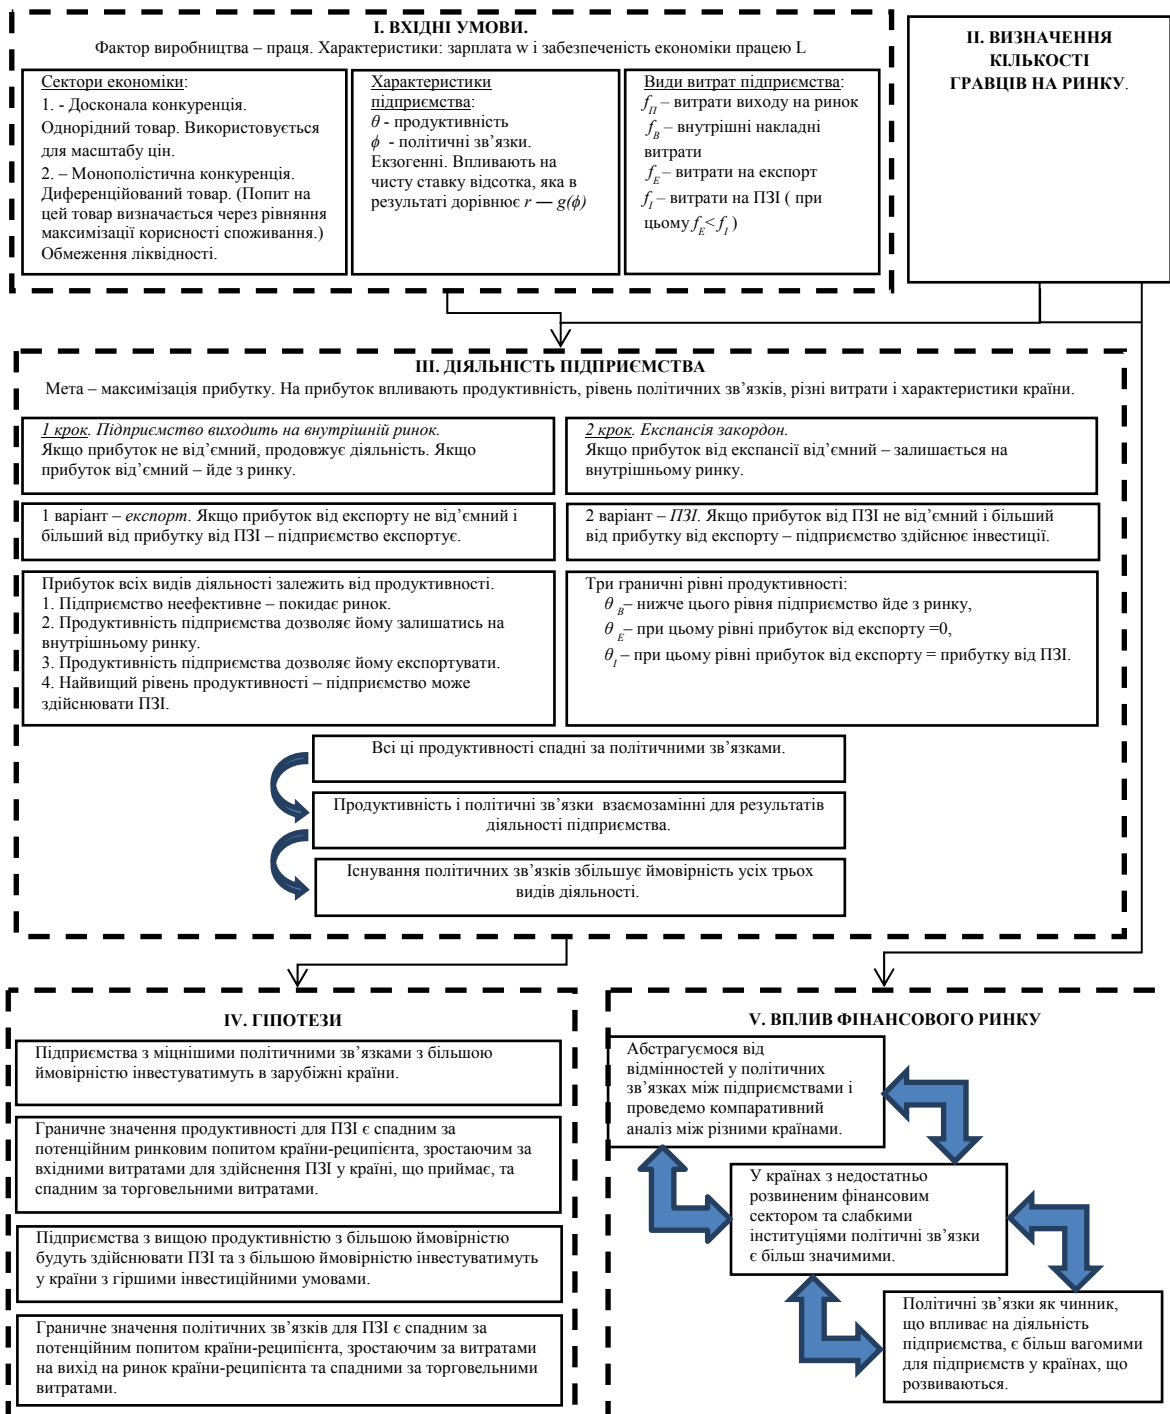 І. ВХІДНІ УМОВИ.
Фактор виробництва – праця. Характеристики: зарплата w і забезпеченість економіки працею L
Сектори економіки:
1. - Досконала конкуренція.
Однорідний товар. Використовується
для масштабу цін.
2. – Монополістична конкуренція.
Диференційований товар. (Попит на
цей товар визначається через рівняння
максимізації корисності споживання.)
Обмеження ліквідності.
Характеристики
підприємства:
θ - продуктивність
ϕ - політичні зв’язки.
Екзогенні. Впливають на
чисту ставку відсотка, яка в
результаті дорівнює r — g(ϕ)
Види витрат підприємства:
f_П – витрати виходу на ринок
f_В – внутрішні накладні
витрати
f_E – витрати на експорт
f_I – витрати на ПЗІ ( при
цьому f_E< f_I )
ІІ. ВИЗНАЧЕННЯ
КІЛЬКОСТІ
ГРАВЦІВ НА РИНКУ.
ІІІ. ДІЯЛЬНІСТЬ ПІДПРИЄМСТВА
Мета – максимізація прибутку. На прибуток впливають продуктивність, рівень політичних зв’язків, різні витрати і характеристики країни.
1 крок. Підприємство виходить на внутрішній ринок.
Якщо прибуток не від’ємний, продовжує діяльність. Якщо
прибуток від’ємний – йде з ринку.
2 крок. Експансія закордон.
Якщо прибуток від експансії від’ємний – залишається на
внутрішньому ринку.
1 варіант – експорт. Якщо прибуток від експорту не від’ємний і
більший від прибутку від ПЗІ – підприємство експортує.
2 варіант – ПЗІ. Якщо прибуток від ПЗІ не від’ємний і більший
від прибутку від експорту – підприємство здійснює інвестиції.
Прибуток всіх видів діяльності залежить від продуктивності.
1. Підприємство неефективне – покидає ринок.
2. Продуктивність підприємства дозволяє йому залишатись на
внутрішньому ринку.
3. Продуктивність підприємства дозволяє йому експортувати.
4. Найвищий рівень продуктивності – підприємство може
здійснювати ПЗІ.
Три граничні рівні продуктивності:
θ_В – нижче цього рівня підприємство йде з ринку,
θ_E – при цьому рівні прибуток від експорту =0,
θ_I – при цьому рівні прибуток від експорту = прибутку від ПЗІ.
Всі ці продуктивності спадні за політичними зв’язками.
Продуктивність і політичні зв’язки взаємозамінні для результатів
діяльності підприємства.
Існування політичних зв’язків збільшує ймовірність усіх трьох
видів діяльності.
IV. ГІПОТЕЗИ
Підприємства з міцнішими політичними зв’язками з більшою
ймовірністю інвестуватимуть в зарубіжні країни.
Граничне значення продуктивності для ПЗІ є спадним за
потенційним ринковим попитом країни-реципієнта, зростаючим за
вхідними витратами для здійснення ПЗІ у країні, що приймає, та
спадним за торговельними витратами.
Підприємства з вищою продуктивністю з більшою ймовірністю
будуть здійснювати ПЗІ та з більшою ймовірністю інвестуватимуть
у країни з гіршими інвестиційними умовами.
Граничне значення політичних зв’язків для ПЗІ є спадним за
потенційним попитом країни-реципієнта, зростаючим за витратами
на вихід на ринок країни-реципієнта та спадними за торговельними
витратами.
V. ВПЛИВ ФІНАНСОВОГО РИНКУ
Абстрагуємося від
відмінностей у політичних
зв’язках між підприємствами і
проведемо компаративний
аналіз між різними країнами.
У країнах з недостатньо
розвиненим фінансовим
сектором та слабкими
інституціями політичні зв’язки
є більш значимими.
Політичні зв’язки як чинник,
що впливає на діяльність
підприємства, є більш вагомими
для підприємств у країнах, що
розвиваються.